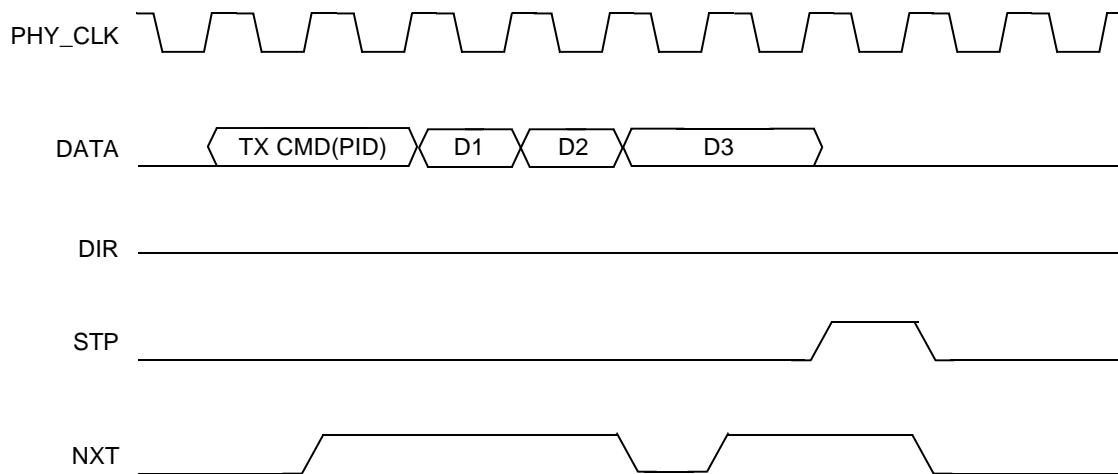 PHY_CLK
DATA
TX CMD(PID)
D1
D2
D3
DIR
STP
NXT